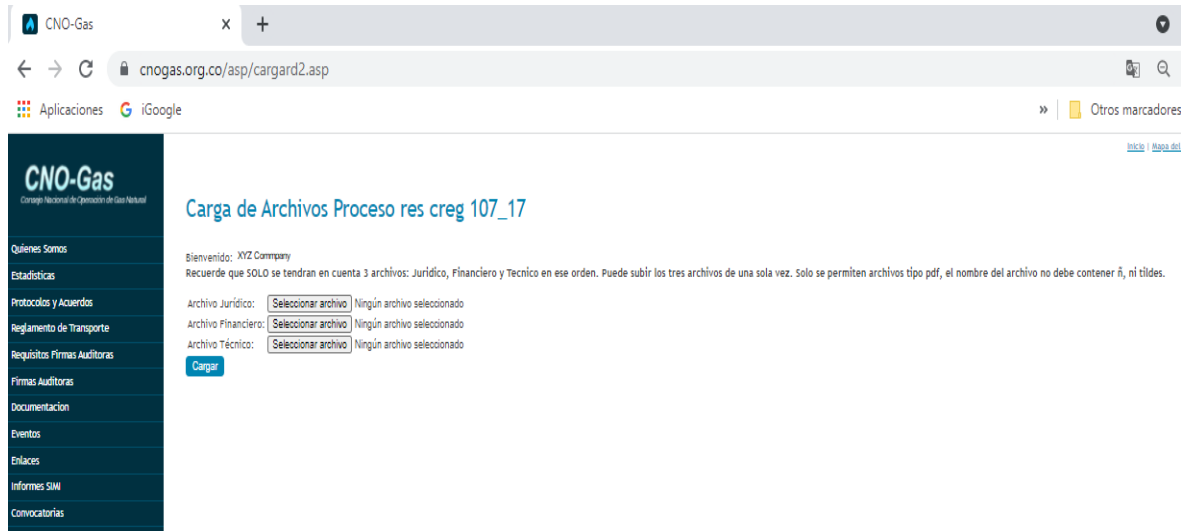 CNO-Gas
cnogas.org.co/asp/cargard2.asp
Aplicaciones G iGoogle » Otros marcadores
Inicio | Mapa del
CNO-Gas
Consejo Nacional de Operación de Gas Natural
Carga de Archivos Proceso res creg 107_17
Quienes Somos
Bienvenido: XYZ Commpany
Estadísticas
Recuerde que SOLO se tendran en cuenta 3 archivos: Juridico, Financiero y Tecnico en ese orden. Puede subir los tres archivos de una sola vez. Solo se permiten archivos tipo pdf, el nombre del archivo no debe contener ñ, ni tildes.
Protocolos y Acuerdos
Archivo Jurídico: Seleccionar archivo Ningún archivo seleccionado
Reglamento de Transporte
Archivo Financiero: Seleccionar archivo Ningún archivo seleccionado
Requisitos Firmas Auditoras
Archivo Técnico: Seleccionar archivo Ningún archivo seleccionado
Cargar
Firmas Auditoras
Documentacion
Eventos
Enlaces
Informes SIMI
Convocatorias